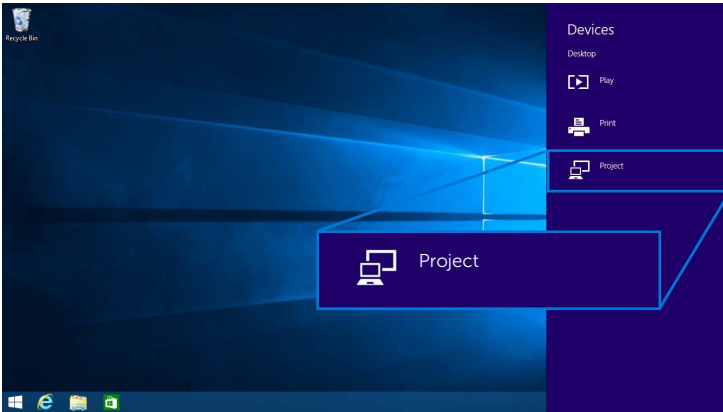 Recycle Bin
Devices
Desktop
Play
Print
Project
Project